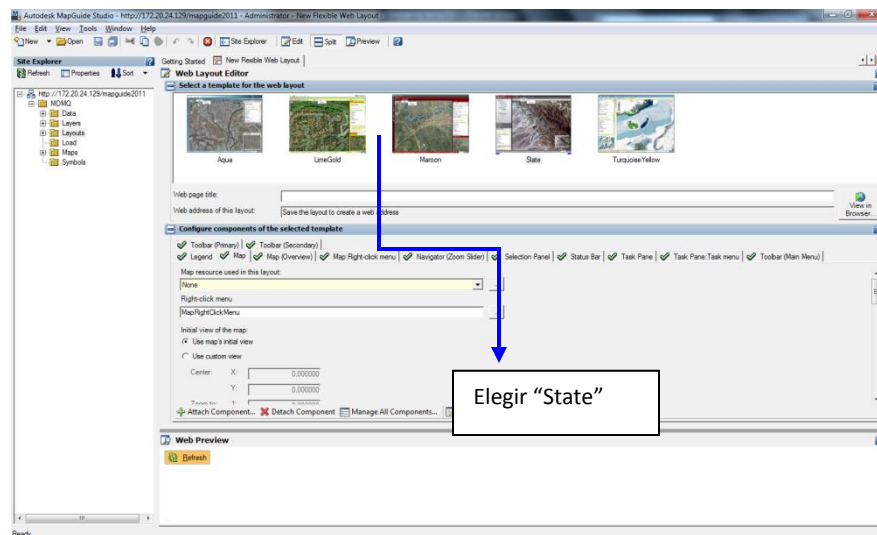 Autodesk MapGuide Studio - http://172.20.24.129/mapguide2011 - Administrator - New Flexible Web Layout
File Edit View Tools Window Help
New Open Site Explorer Edit Split Preview
Site Explorer
Refresh Properties Sort
http://172.20.24.129/mapguide2011
MDMQ
Data
Layers
Layouts
Load
Maps
Symbols
Getting Started New Flexible Web Layout
Web Layout Editor
Select a template for the web layout
Aqua LimeGold Maroon Slate TurquoiseYellow
Web page title:
Web address of this layout: Save the layout to create a web address
View in
Browser...
Configure components of the selected template
Toolbar (Primary) Toolbar (Secondary)
Legend Map Map (Overview) Map:Right-click menu Navigator (Zoom Slider) Selection Panel Status Bar Task Pane Task Pane:Task menu Toolbar (Main Menu)
Map resource used in this layout:
None
Right-click menu
MapRightClickMenu
Initial view of the map:
Use map's initial view
Use custom view
Center: X: 0,000000
Y: 0,000000
Zoom to: 1: 0,000000
Attach Component... Detach Component Manage All Components...
Elegir “State”
Web Preview
Refresh
Ready